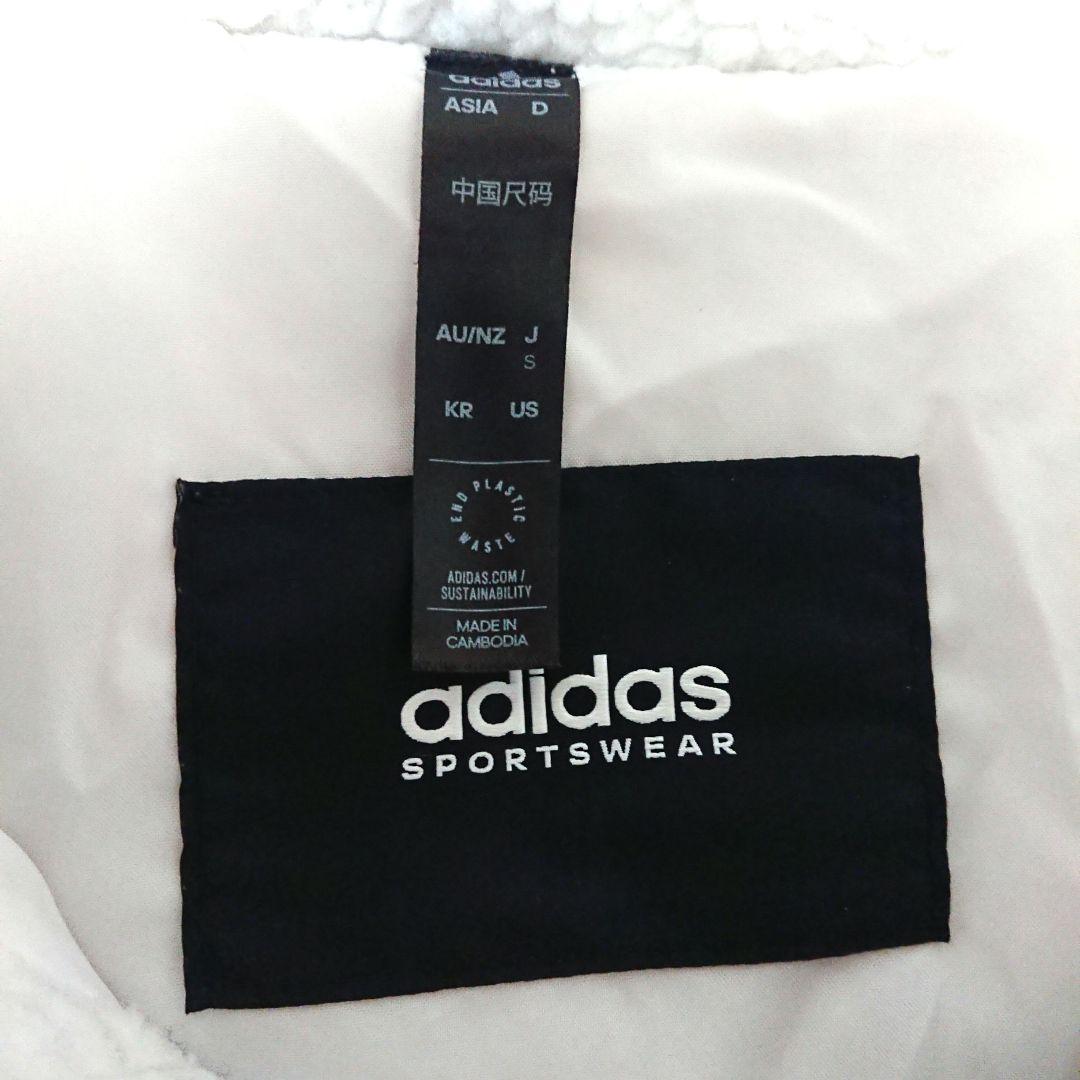 adidas
ASIA D
中国尺码
AU/NZ J
S
KR US
END PLASTIC WASTE
ADIDAS.COM/
SUSTAINABILITY
MADE IN
CAMBODIA
adidas
SPORTSWEAR